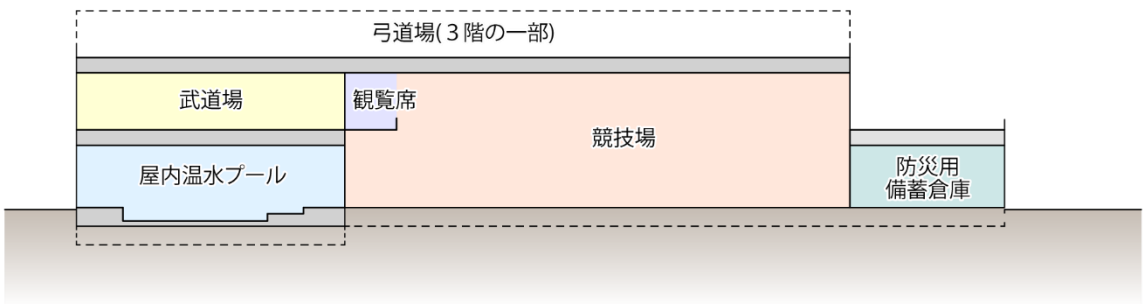 弓道場(３階の一部)
武道場
観覧席
競技場
屋内温水プール
防災用
備蓄倉庫